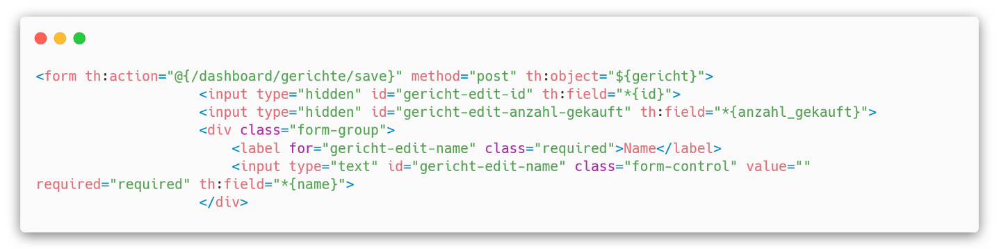 <form th:action="@{/dashboard/gerichte/save}" method="post" th:object="${gericht}">
                    <input type="hidden" id="gericht-edit-id" th:field="*{id}">
                    <input type="hidden" id="gericht-edit-anzahl-gekauft" th:field="*{anzahl_gekauft}">
                    <div class="form-group">
                        <label for="gericht-edit-name" class="required">Name</label>
                        <input type="text" id="gericht-edit-name" class="form-control" value=""
required="required" th:field="*{name}">
                    </div>